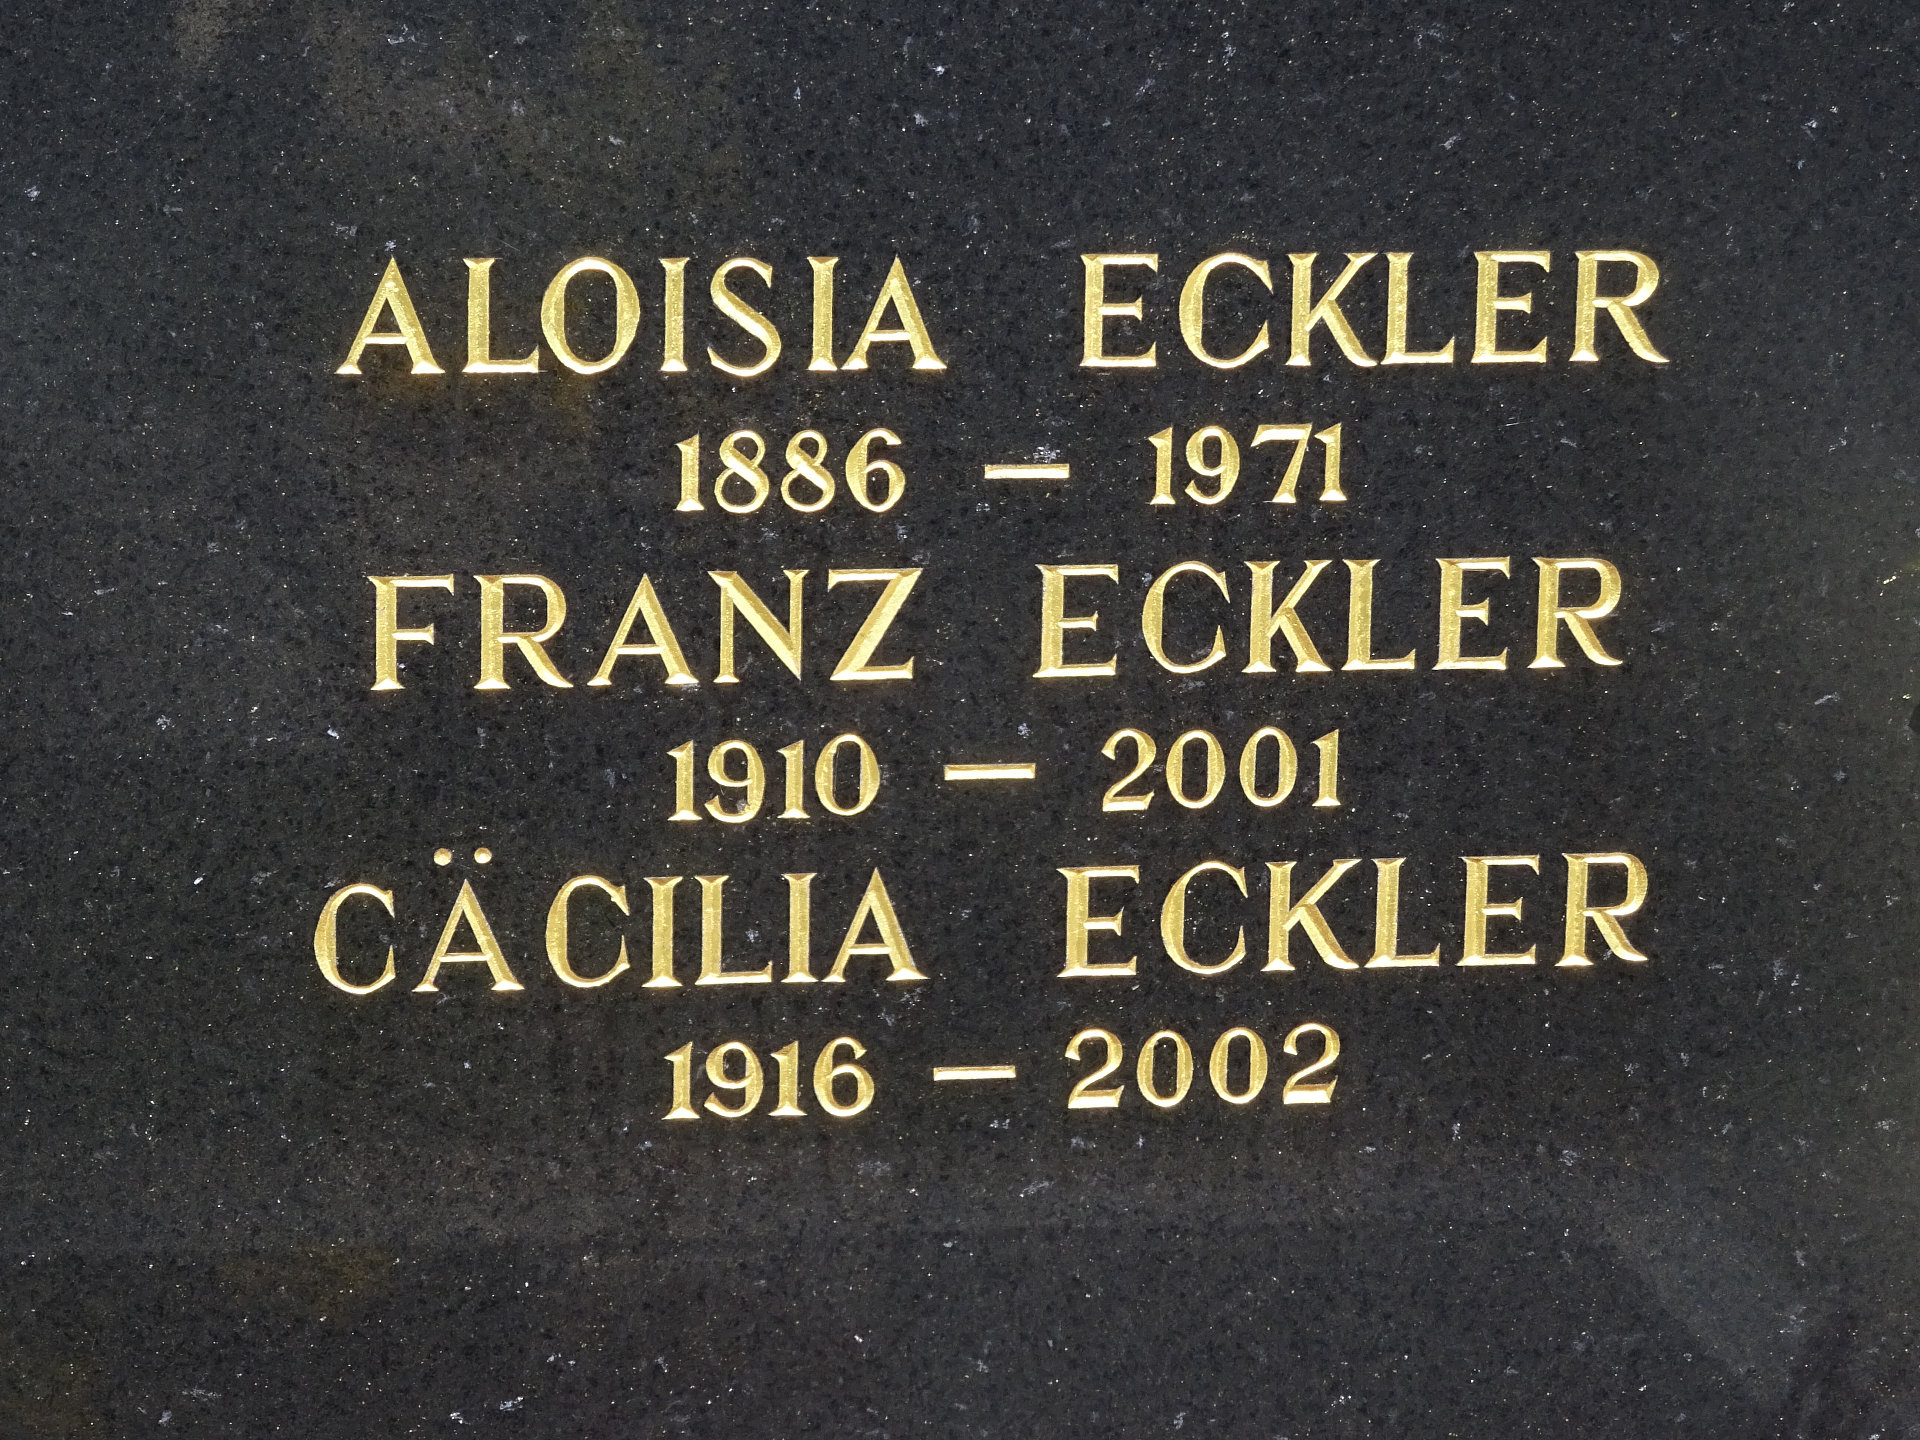 ALOISIA ECKLER
1886 – 1971
FRANZ ECKLER
1910 – 2001
CÄCILIA ECKLER
1916 – 2002